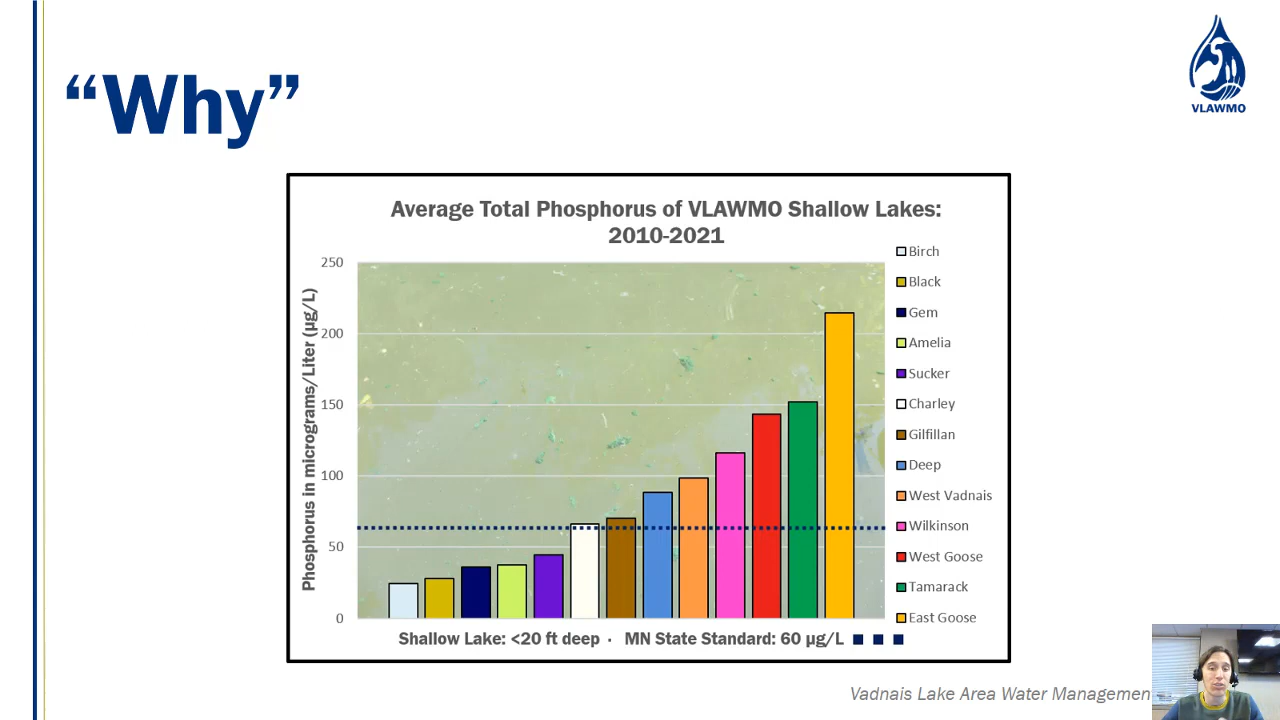 “Why”
VLAWMO
Average Total Phosphorus of VLAWMO Shallow Lakes:
2010-2021
Phosphorus in micrograms/Liter (µg/L)
250
200
150
100
50
0
Birch
Black
Gem
Amelia
Sucker
Charley
Gilfillan
Deep
West Vadnais
Wilkinson
West Goose
Tamarack
East Goose
Shallow Lake: <20 ft deep · MN State Standard: 60 µg/L
Vadnais Lake Area Water Managemen